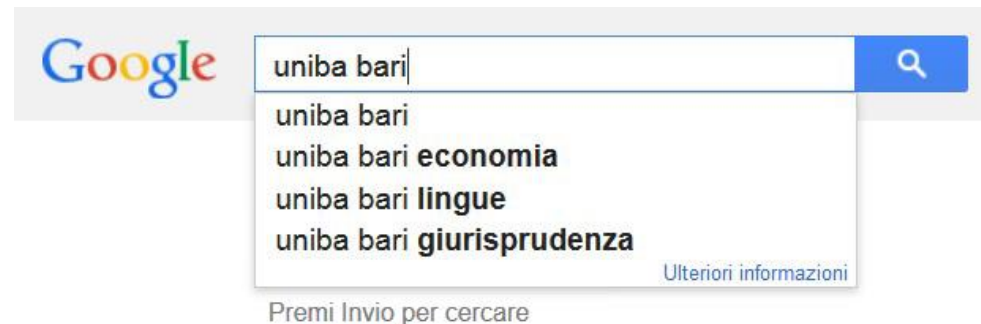 Google
uniba bari
uniba bari
uniba bari economia
uniba bari lingue
uniba bari giurisprudenza
Ulteriori informazioni
Premi Invio per cercare